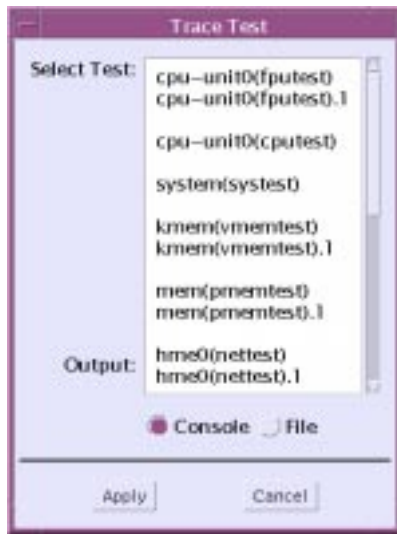 Trace Test
Select Test:
cpu-unit0(fputest)
cpu-unit0(fputest).1
cpu-unit0(cputest)
system(systest)
kmem(vmemtest)
kmem(vmemtest).1
mem(pmemtest)
mem(pmemtest).1
Output:
hme0(nettest)
hme0(nettest).1
Console File
Apply Cancel